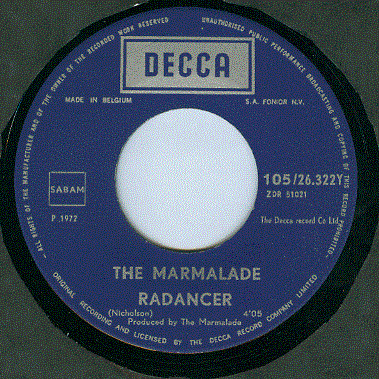 ALL RIGHTS OF THE MANUFACTURER AND OF THE OWNER OF THE RECORDED WORK RESERVED
UNAUTHORISED PUBLIC PERFORMANCE BROADCASTING AND COPYING OF THIS RECORD PROHIBITED
DECCA
MADE IN BELGIUM
S.A. FONIOR N.V.
SABAM
105/26.322Y
ZDR 51021
P 1972
The Decca record Co Ltd
THE MARMALADE
RADANCER
(Nicholson)
4'05
Produced by The Marmalade
ORIGINAL RECORDING AND LICENSED BY THE DECCA RECORD COMPANY LIMITED